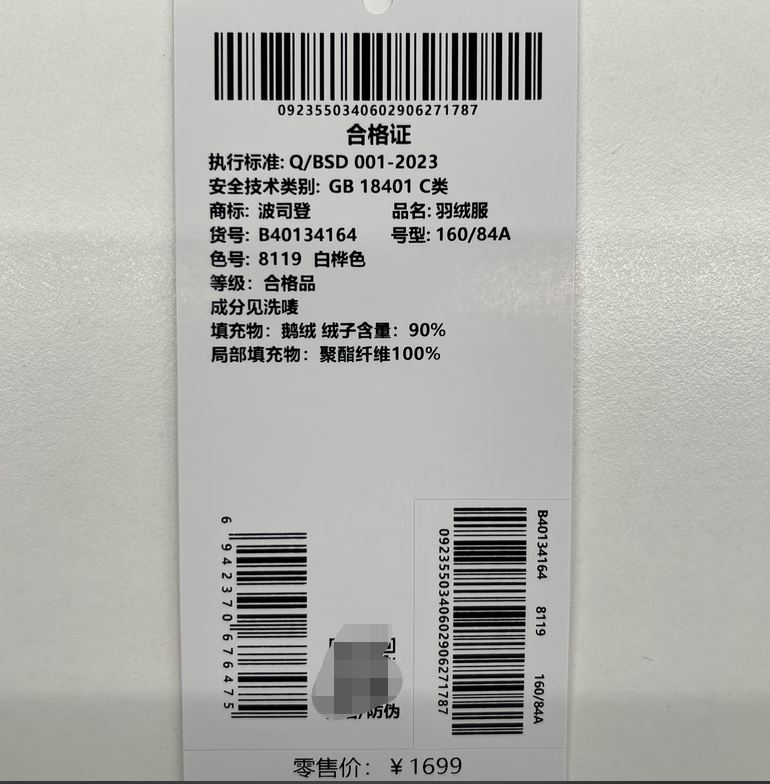 09235503406029062717​87
合格证
执行标准: Q/BSD 001-2023
安全技术类别: GB 18401 C类
商标: 波司登 品名: 羽绒服
货号: B40134164 号型: 160/84A
色号: 8119 白桦色
等级: 合格品
成分见洗唛
填充物: 鹅绒 绒子含量: 90%
局部填充物: 聚酯纤维100%
6942370676475
/防伪
0923550340602906271787
B40134164 8119 160/84A
零售价: ￥1699